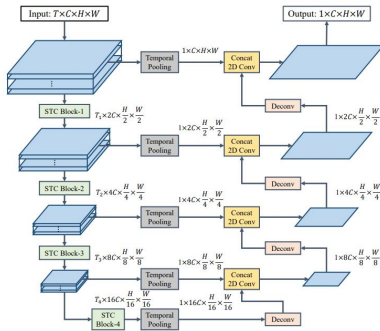 Input: T×C×H×W
Output: 1×C×H×W
Temporal Pooling
1×C×H×W
Concat 2D Conv
STC Block-1
T₁×2C×H/2×W/2
Deconv
1×2C×H/2×W/2
Temporal Pooling
1×2C×H/2×W/2
Concat 2D Conv
STC Block-2
T₂×4C×H/4×W/4
Deconv
1×4C×H/4×W/4
Temporal Pooling
1×4C×H/4×W/4
Concat 2D Conv
STC Block-3
T₃×8C×H/8×W/8
Deconv
1×8C×H/8×W/8
Temporal Pooling
1×8C×H/8×W/8
Concat 2D Conv
T₄×16C×H/16×W/16
1×16C×H/16×W/16
STC Block-4
Temporal Pooling
Deconv